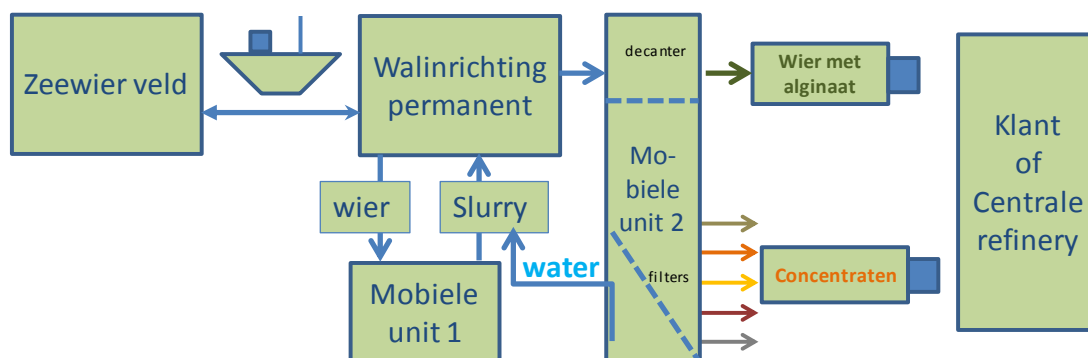 Zeewier veld
Walinrichting
permanent
decanter
Wier met
alginaat
Klant
of
Centrale
refinery
Mo-
biele
unit 2
wier
Slurry
water
filters
Concentraten
Mobiele
unit 1